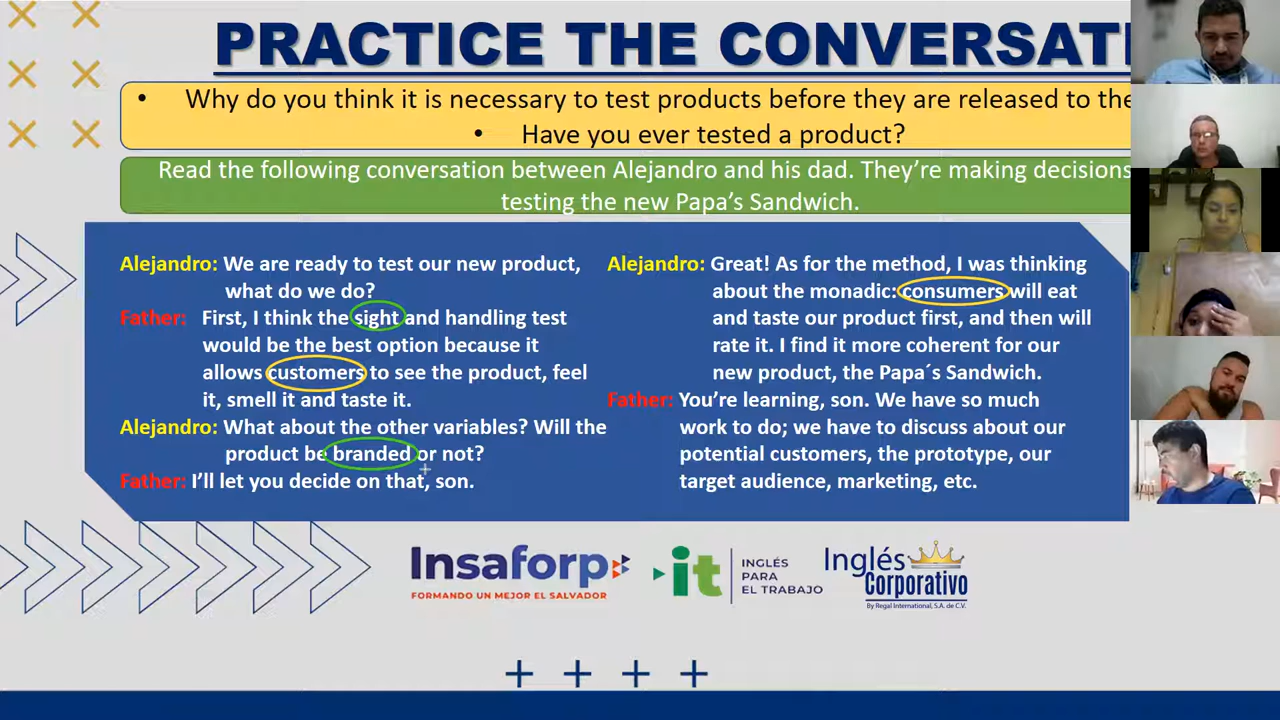 PRACTICE THE CONVERSATI
• Why do you think it is necessary to test products before they are released to the
• Have you ever tested a product?
Read the following conversation between Alejandro and his dad. They're making decisions
testing the new Papa's Sandwich.
Alejandro: We are ready to test our new product,
what do we do?
Father: First, I think the sight and handling test
would be the best option because it
allows customers to see the product, feel
it, smell it and taste it.
Alejandro: What about the other variables? Will the
product be branded or not?
Father: I'll let you decide on that, son.
Alejandro: Great! As for the method, I was thinking
about the monadic: consumers will eat
and taste our product first, and then will
rate it. I find it more coherent for our
new product, the Papa´s Sandwich.
Father: You're learning, son. We have so much
work to do; we have to discuss about our
potential customers, the prototype, our
target audience, marketing, etc.
Insaforp
FORMANDO UN MEJOR EL SALVADOR
it
INGLÉS
PARA
EL TRABAJO
Inglés
Corporativo
By Regal International, S.A. de C.V.